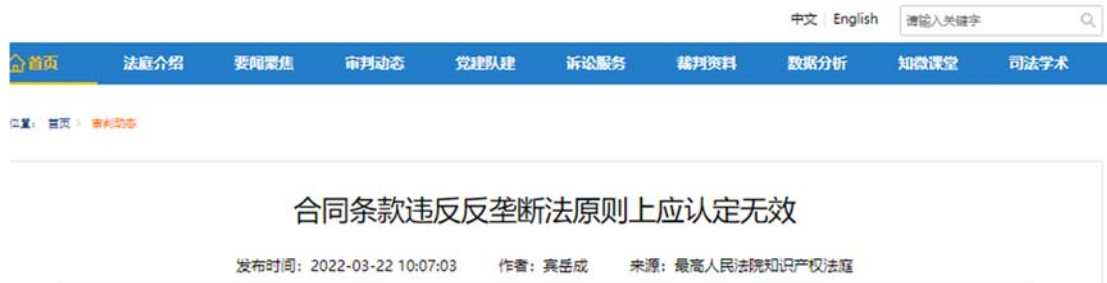 中文 English 请输入关键字
首页 法庭介绍 要闻聚焦 审判动态 党建队建 诉讼服务 裁判资料 数据分析 知微课堂 司法学术
位置: 首页 > 审判动态
合同条款违反反垄断法原则上应认定无效
发布时间: 2022-03-22 10:07:03 作者: 宾岳成 来源: 最高人民法院知识产权法庭